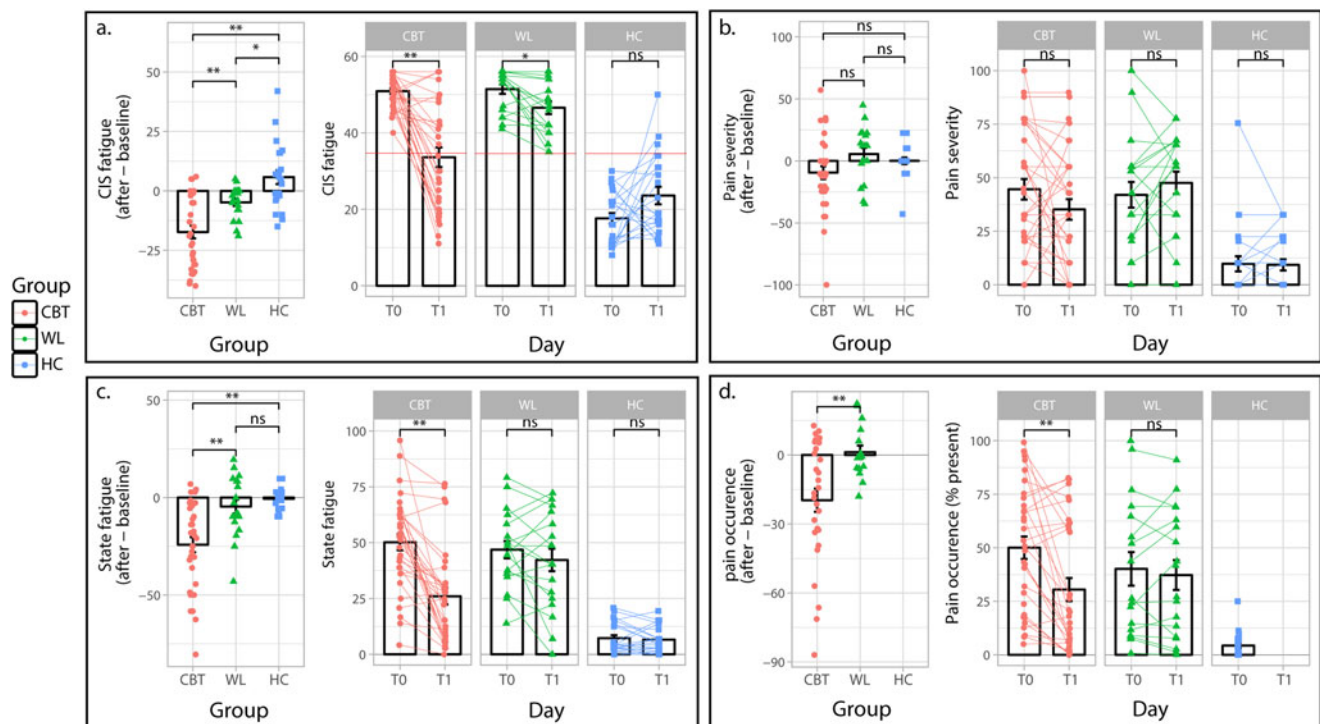 Group
CBT
WL
HC
a.
CIS fatigue
(after – baseline)
50
25
0
−25
**
*
**
CBT WL HC
Group
CIS fatigue
60
40
20
0
CBT WL HC
** * ns
T0 T1 T0 T1 T0 T1
Day
b.
Pain severity
(after – baseline)
100
50
0
−50
−100
ns
ns
ns
CBT WL HC
Group
Pain severity
100
75
50
25
0
CBT WL HC
ns ns ns
T0 T1 T0 T1 T0 T1
Day
c.
State fatigue
(after – baseline)
50
0
−50
**
ns
**
CBT WL HC
Group
State fatigue
100
75
50
25
0
CBT WL HC
** ns ns
T0 T1 T0 T1 T0 T1
Day
d.
pain occurence
(after – baseline)
0
−30
−60
−90
**
CBT WL HC
Group
Pain occurence (% present)
100
75
50
25
0
CBT WL HC
** ns
T0 T1 T0 T1 T0 T1
Day